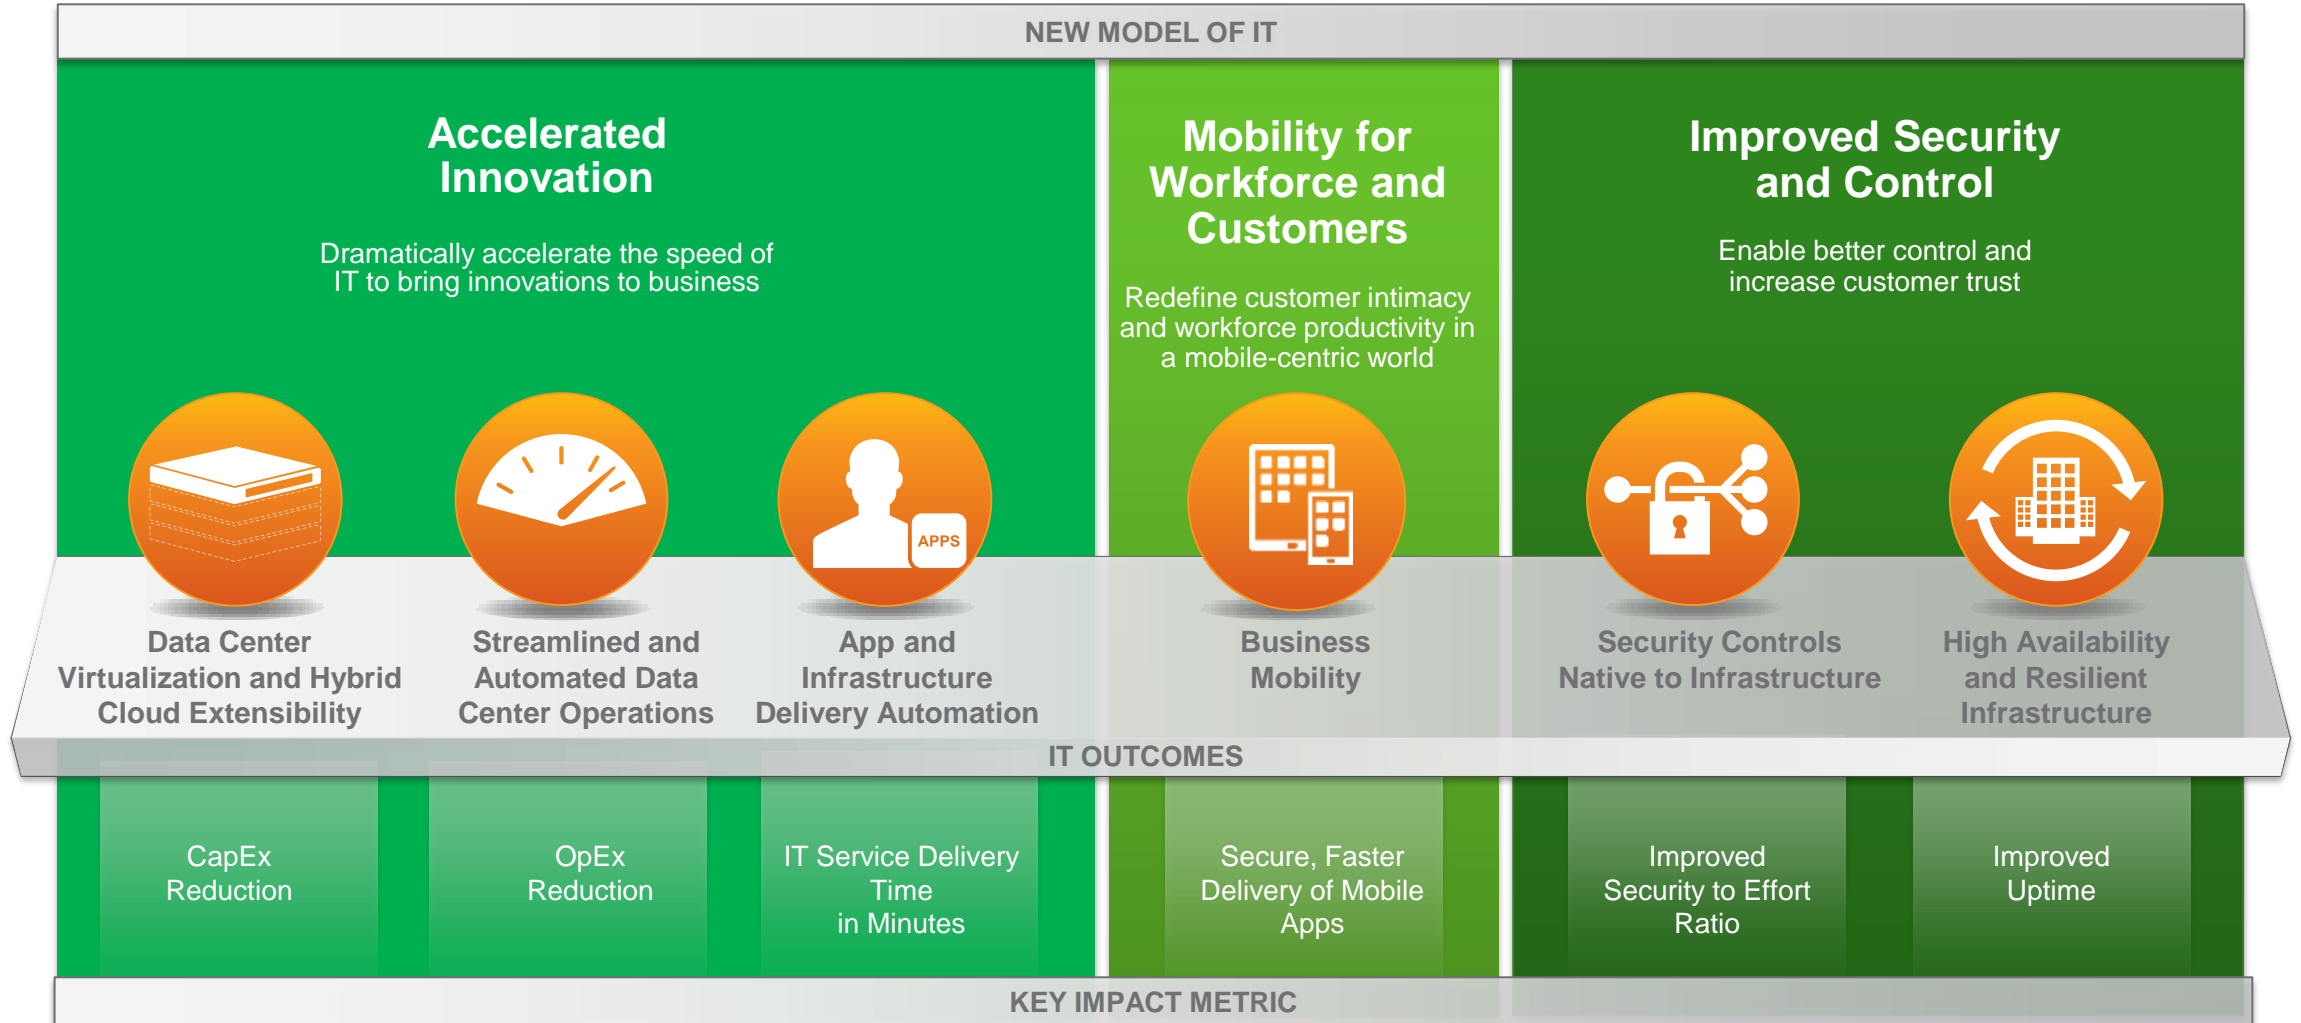 NEW MODEL OF IT
Accelerated
Innovation
Dramatically accelerate the speed of
IT to bring innovations to business
Mobility for
Workforce and
Customers
Redefine customer intimacy
and workforce productivity in
a mobile-centric world
Improved Security
and Control
Enable better control and
increase customer trust
APPS
Data Center
Virtualization and Hybrid
Cloud Extensibility
Streamlined and
Automated Data
Center Operations
App and
Infrastructure
Delivery Automation
Business
Mobility
Security Controls
Native to Infrastructure
High Availability
and Resilient
Infrastructure
IT OUTCOMES
CapEx
Reduction
OpEx
Reduction
IT Service Delivery
Time
in Minutes
Secure, Faster
Delivery of Mobile
Apps
Improved
Security to Effort
Ratio
Improved
Uptime
KEY IMPACT METRIC